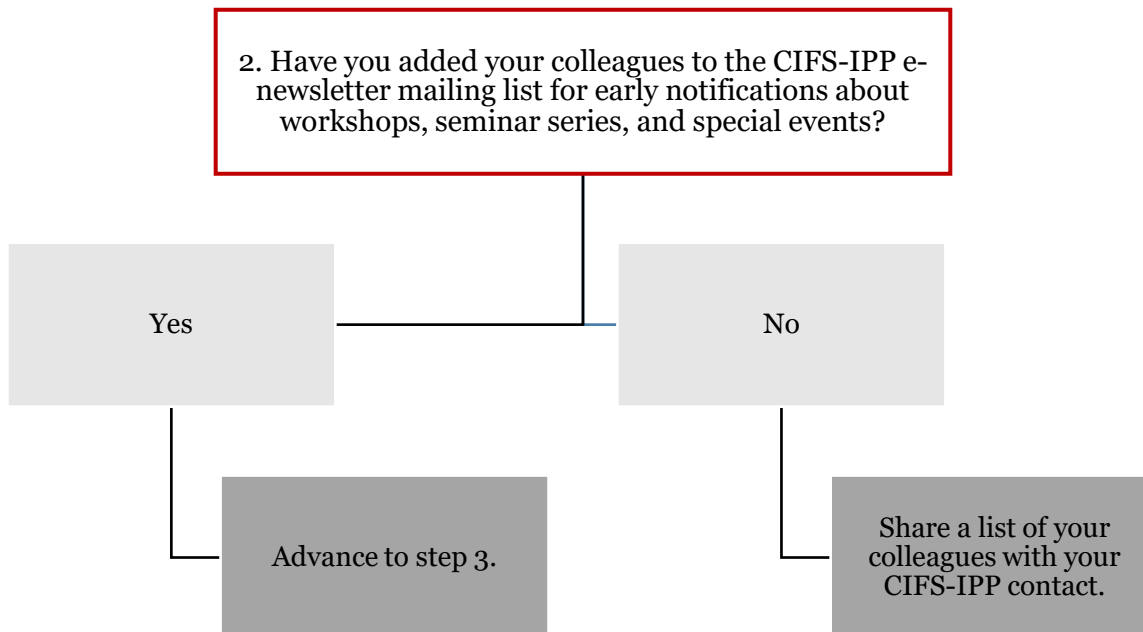 2. Have you added your colleagues to the CIFS-IPP e-
newsletter mailing list for early notifications about
workshops, seminar series, and special events?
Yes
No
Advance to step 3.
Share a list of your
colleagues with your
CIFS-IPP contact.